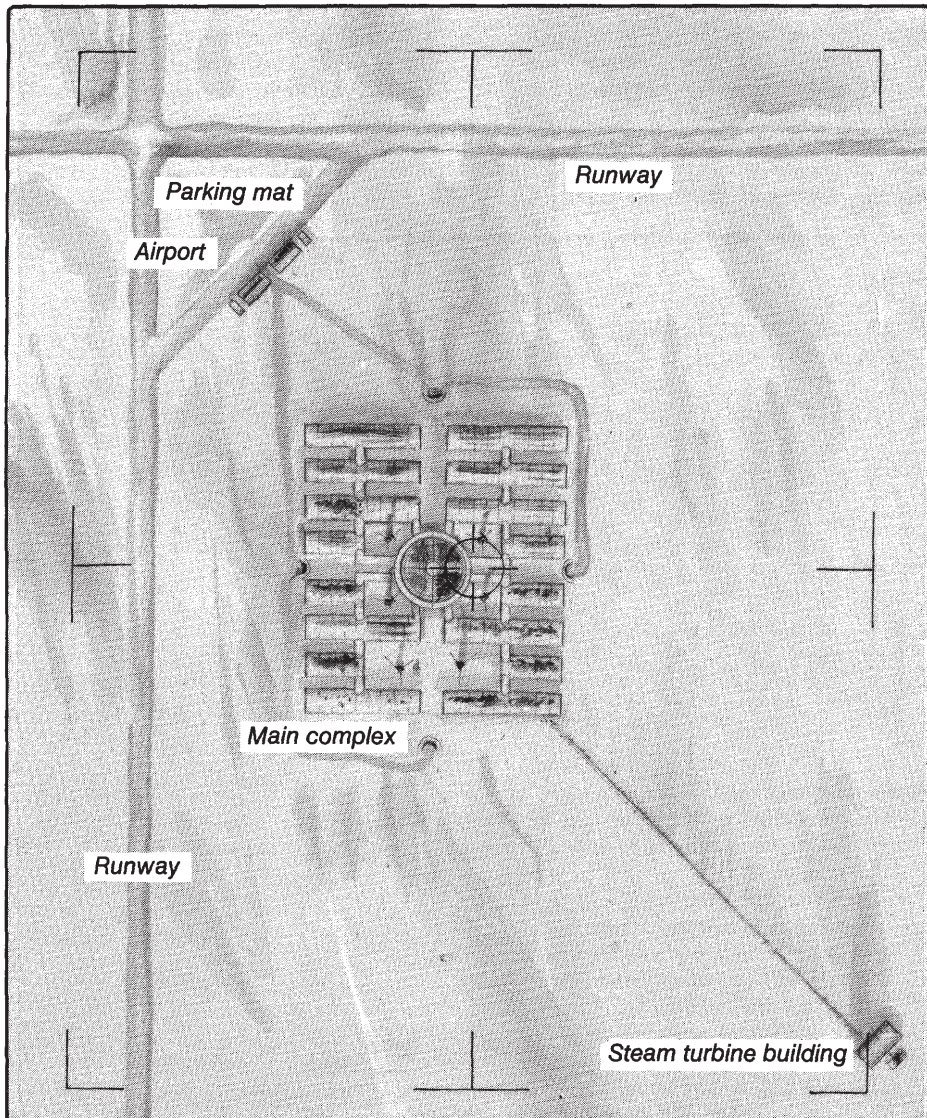 Runway
Parking mat
Airport
Main complex
Runway
Steam turbine building